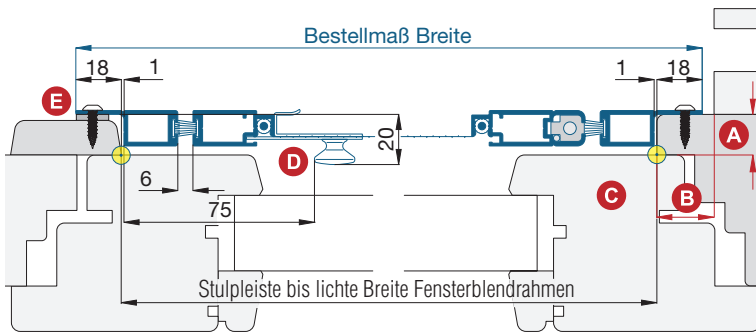 Bestellmaß Breite
18
1
1
18
E
A
20
D
6
C
B
75
Stulpleiste bis lichte Breite Fensterblendrahmen